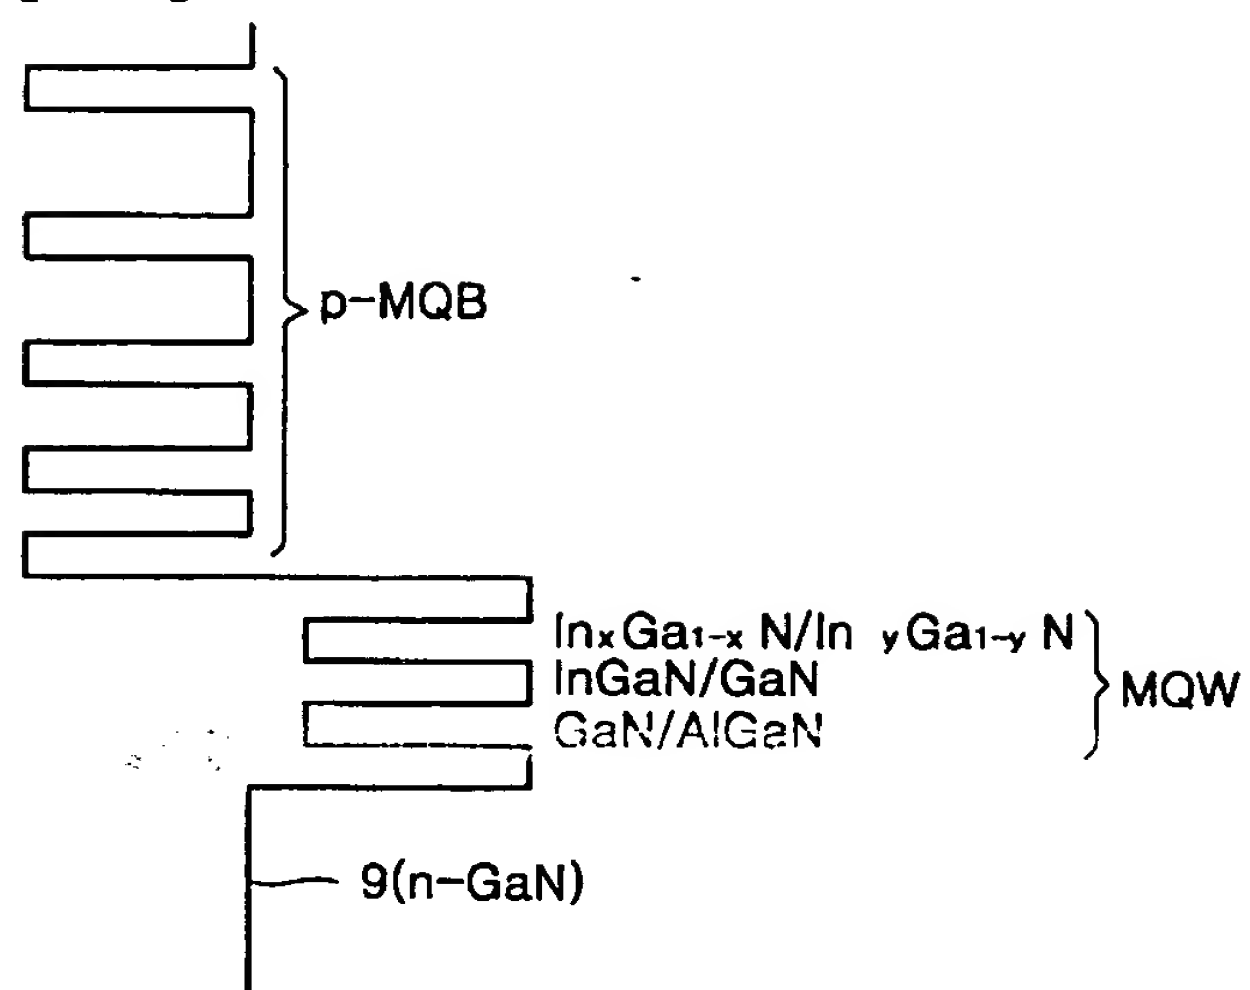 p-MQB
InxGa1-x N/In yGa1-y N
InGaN/GaN
GaN/AlGaN
MQW
9(n-GaN)